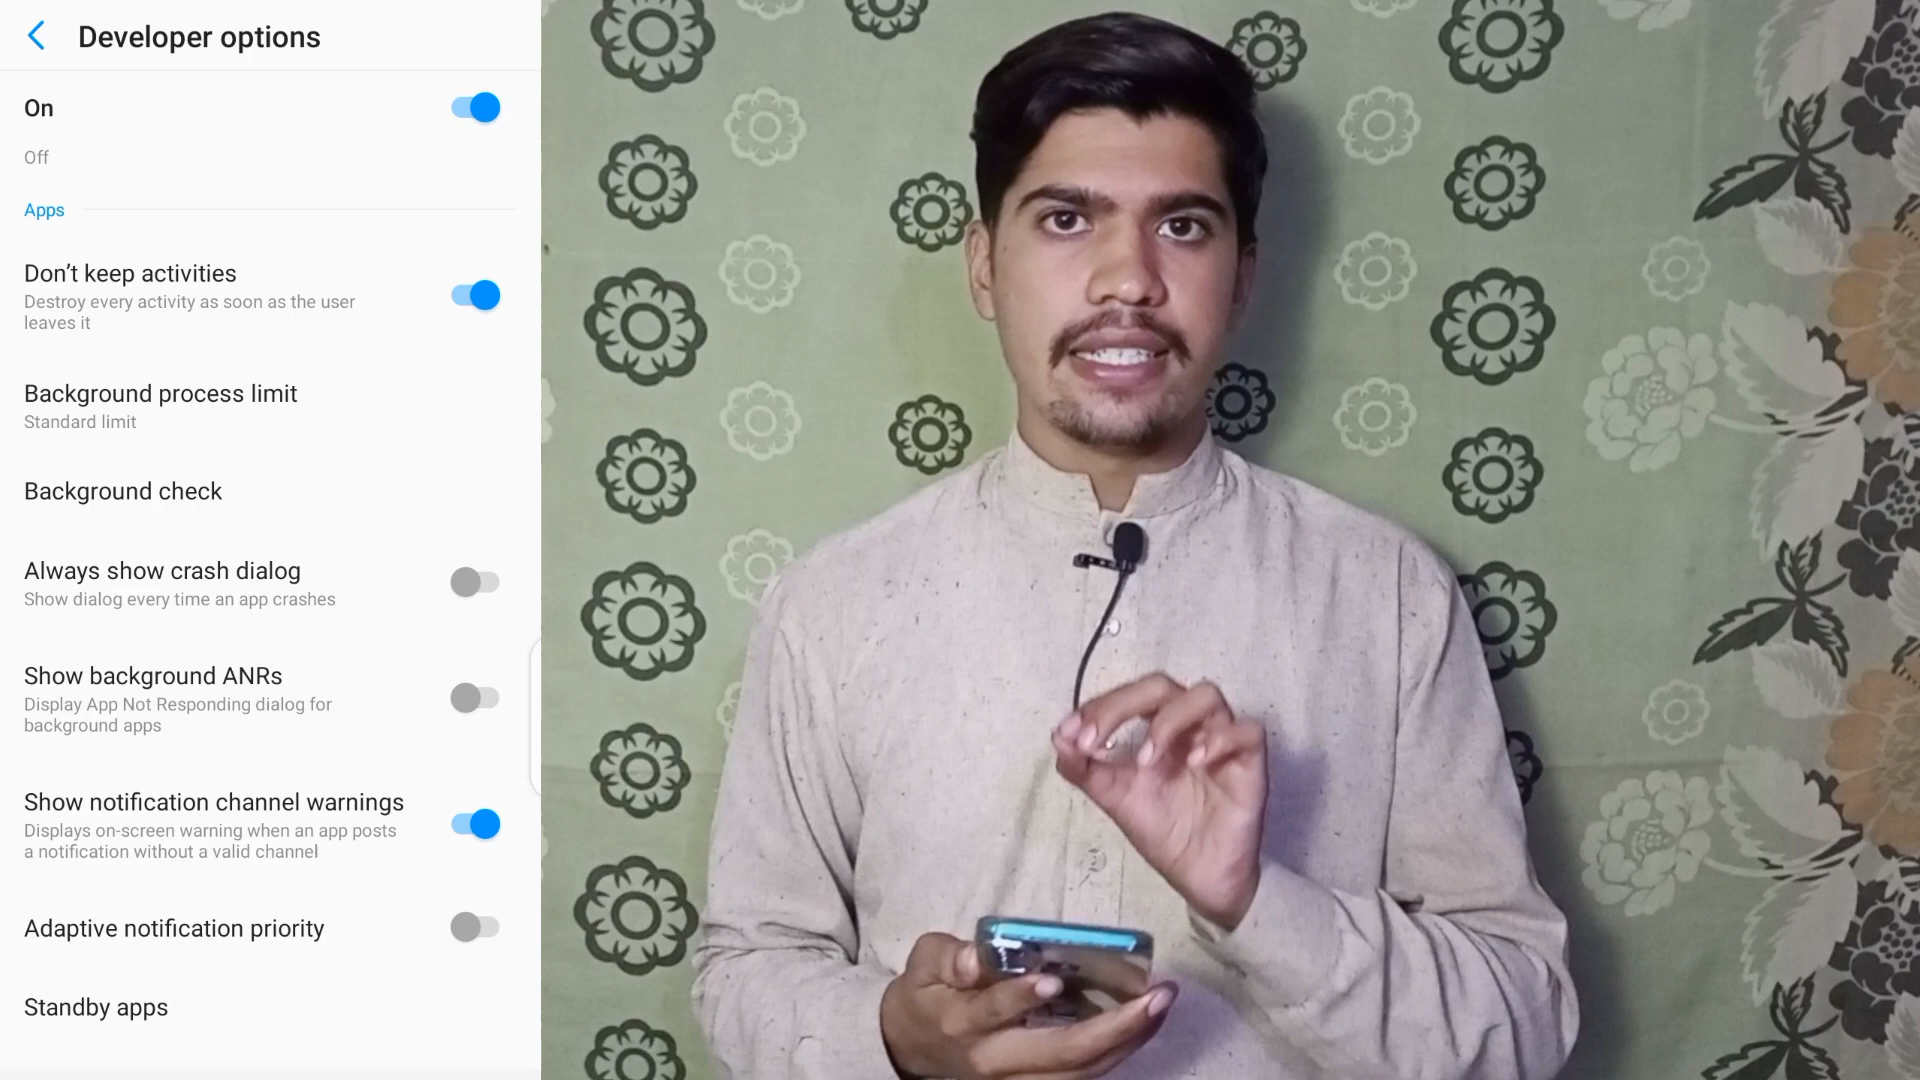 Developer options
On
Off
Apps
Don’t keep activities
Destroy every activity as soon as the user
leaves it
Background process limit
Standard limit
Background check
Always show crash dialog
Show dialog every time an app crashes
Show background ANRs
Display App Not Responding dialog for
background apps
Show notification channel warnings
Displays on-screen warning when an app posts
a notification without a valid channel
Adaptive notification priority
Standby apps